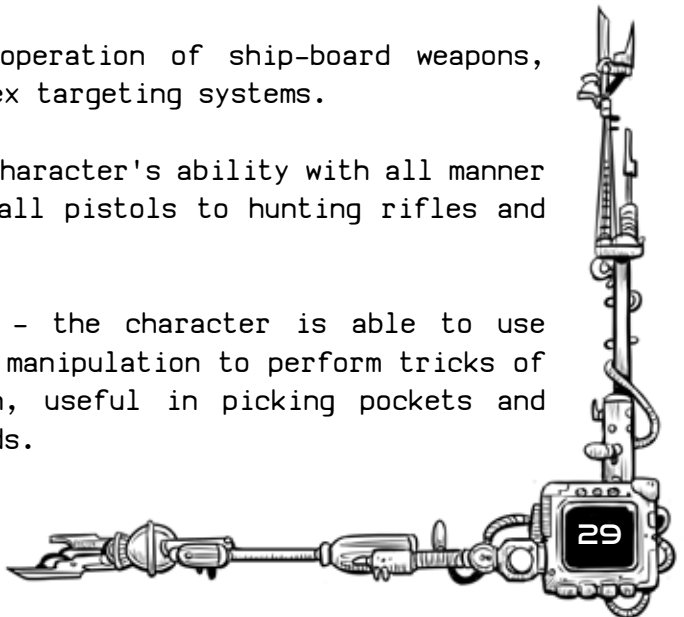 operation of ship-board weapons,
ex targeting systems.
haracter's ability with all manner
all pistols to hunting rifles and
- the character is able to use
manipulation to perform tricks of
, useful in picking pockets and
ds.
29